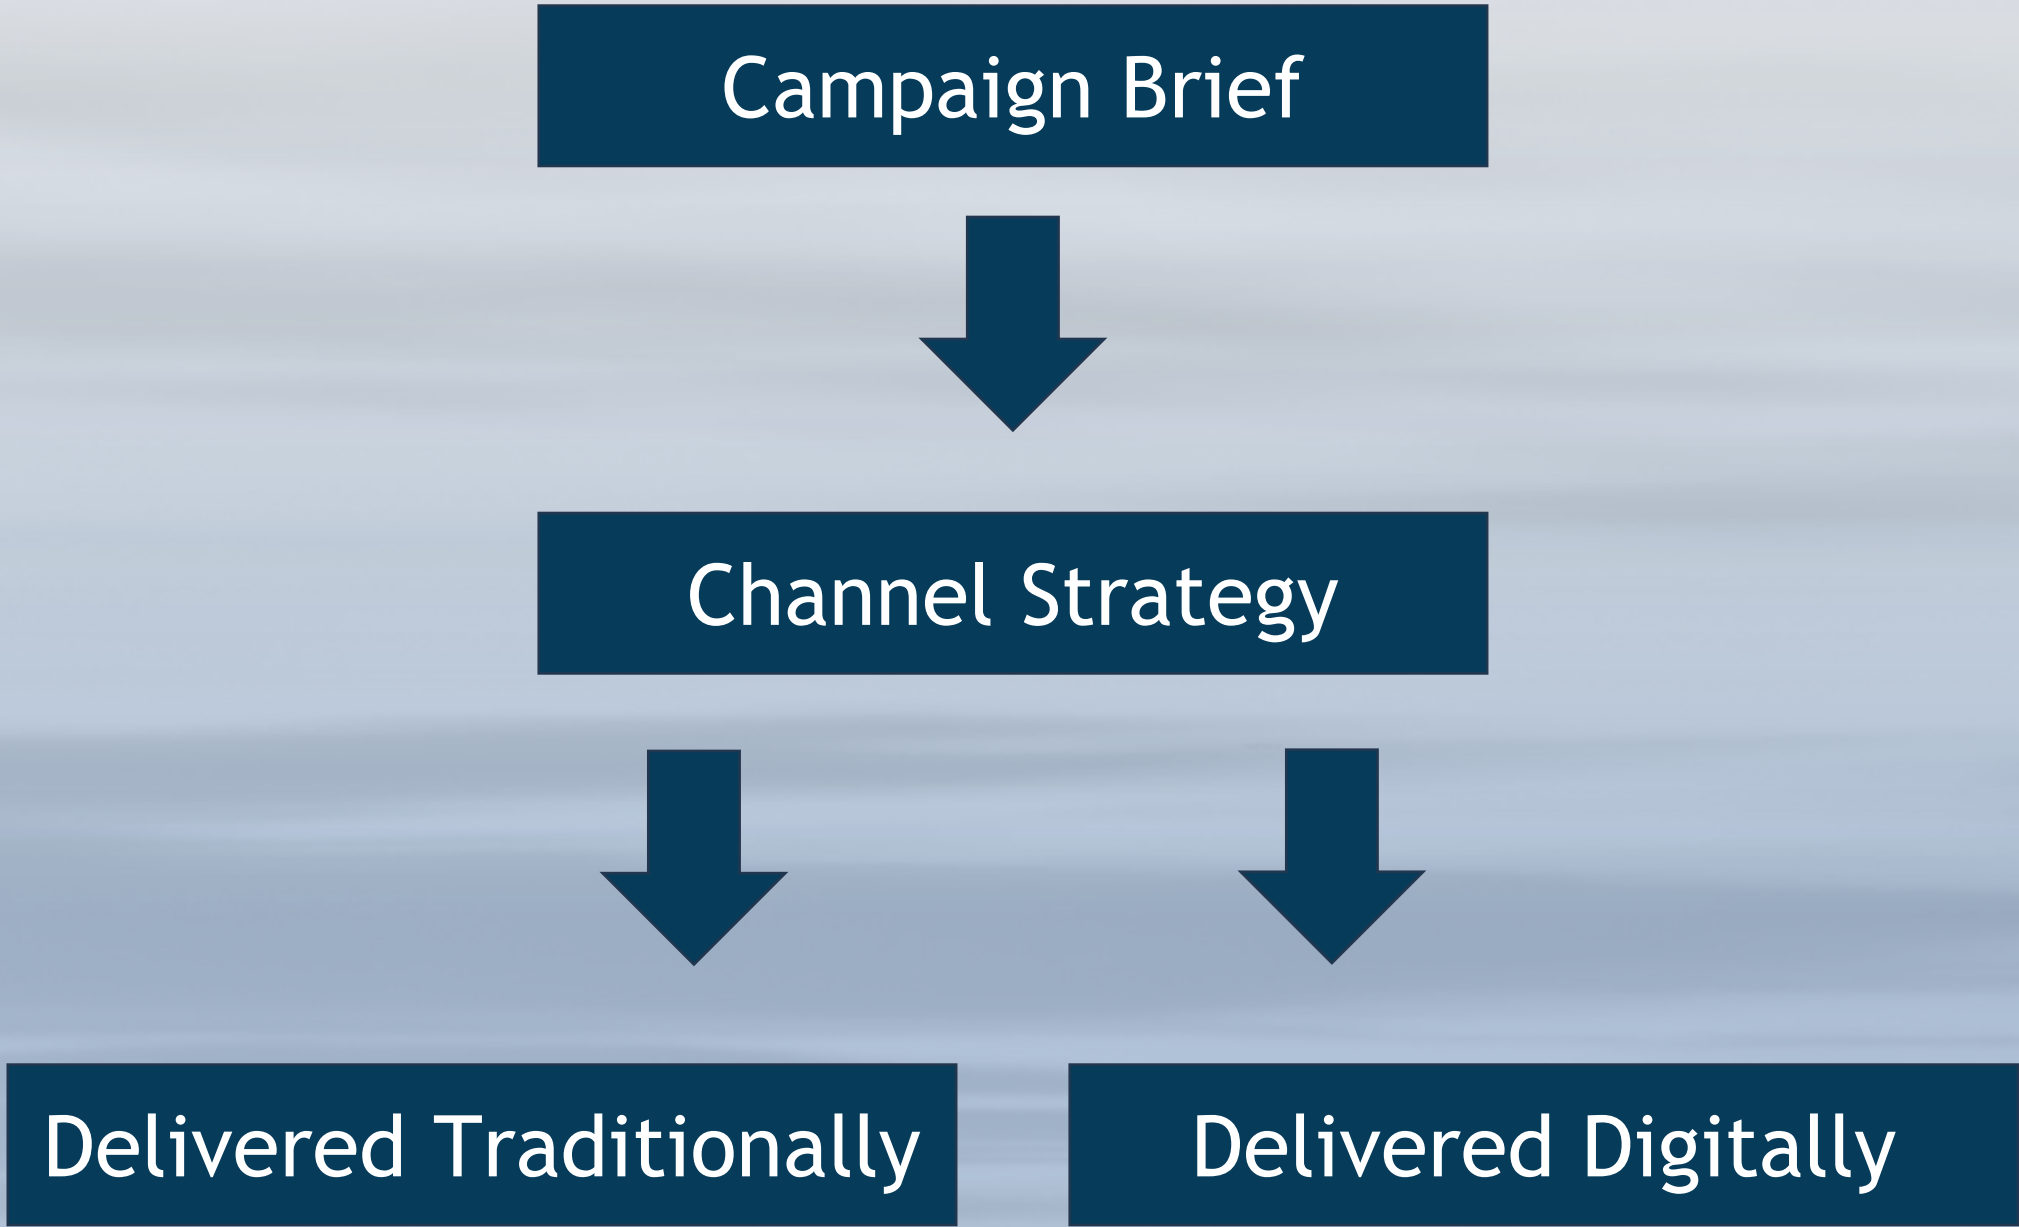 Campaign Brief
Channel Strategy
Delivered Traditionally
Delivered Digitally